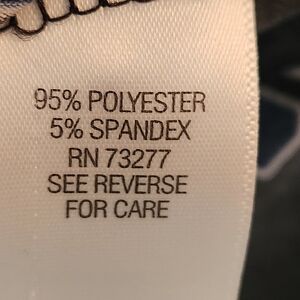 95% POLYESTER
5% SPANDEX
RN 73277
SEE REVERSE
FOR CARE